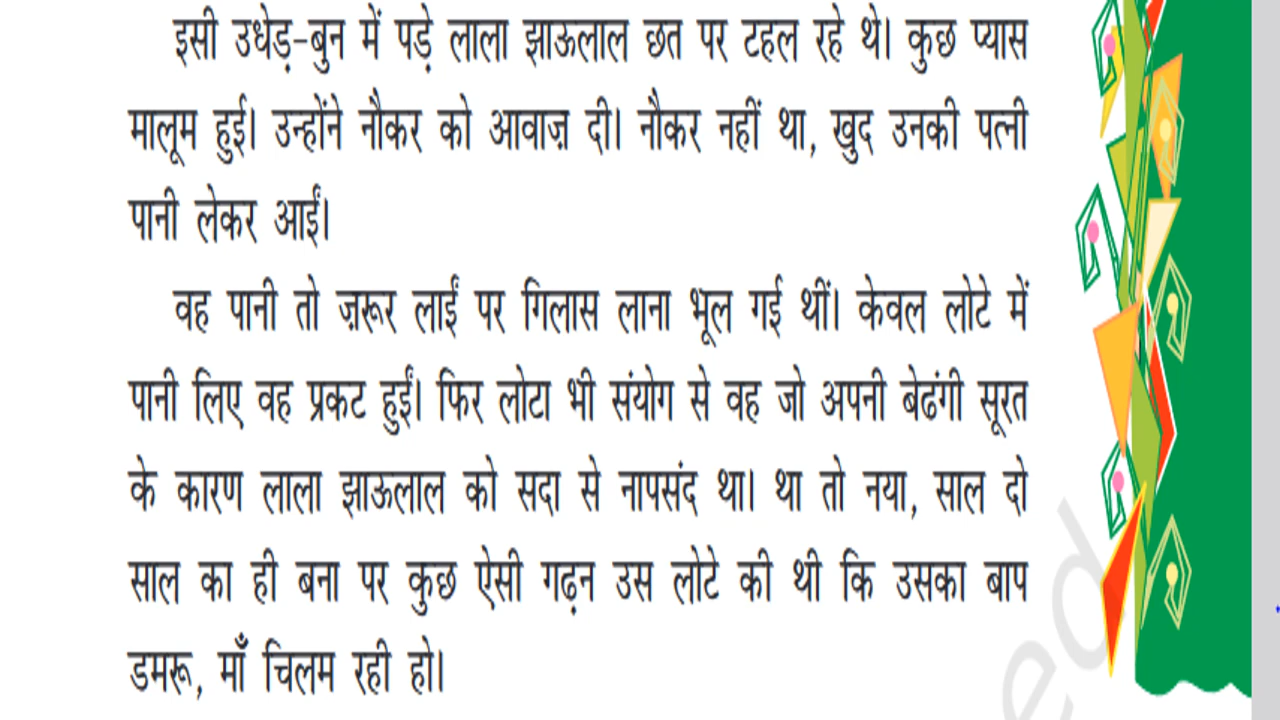 इसी उधेड़-बुन में पड़े लाला झाऊलाल छत पर टहल रहे थे। कुछ प्यास
मालूम हुई। उन्होंने नौकर को आवाज़ दी। नौकर नहीं था, खुद उनकी पत्नी
पानी लेकर आईं।
वह पानी तो ज़रूर लाईं पर गिलास लाना भूल गई थीं। केवल लोटे में
पानी लिए वह प्रकट हुईं। फिर लोटा भी संयोग से वह जो अपनी बेढंगी सूरत
के कारण लाला झाऊलाल को सदा से नापसंद था। था तो नया, साल दो
साल का ही बना पर कुछ ऐसी गढ़न उस लोटे की थी कि उसका बाप
डमरू, माँ चिलम रही हो।
ed